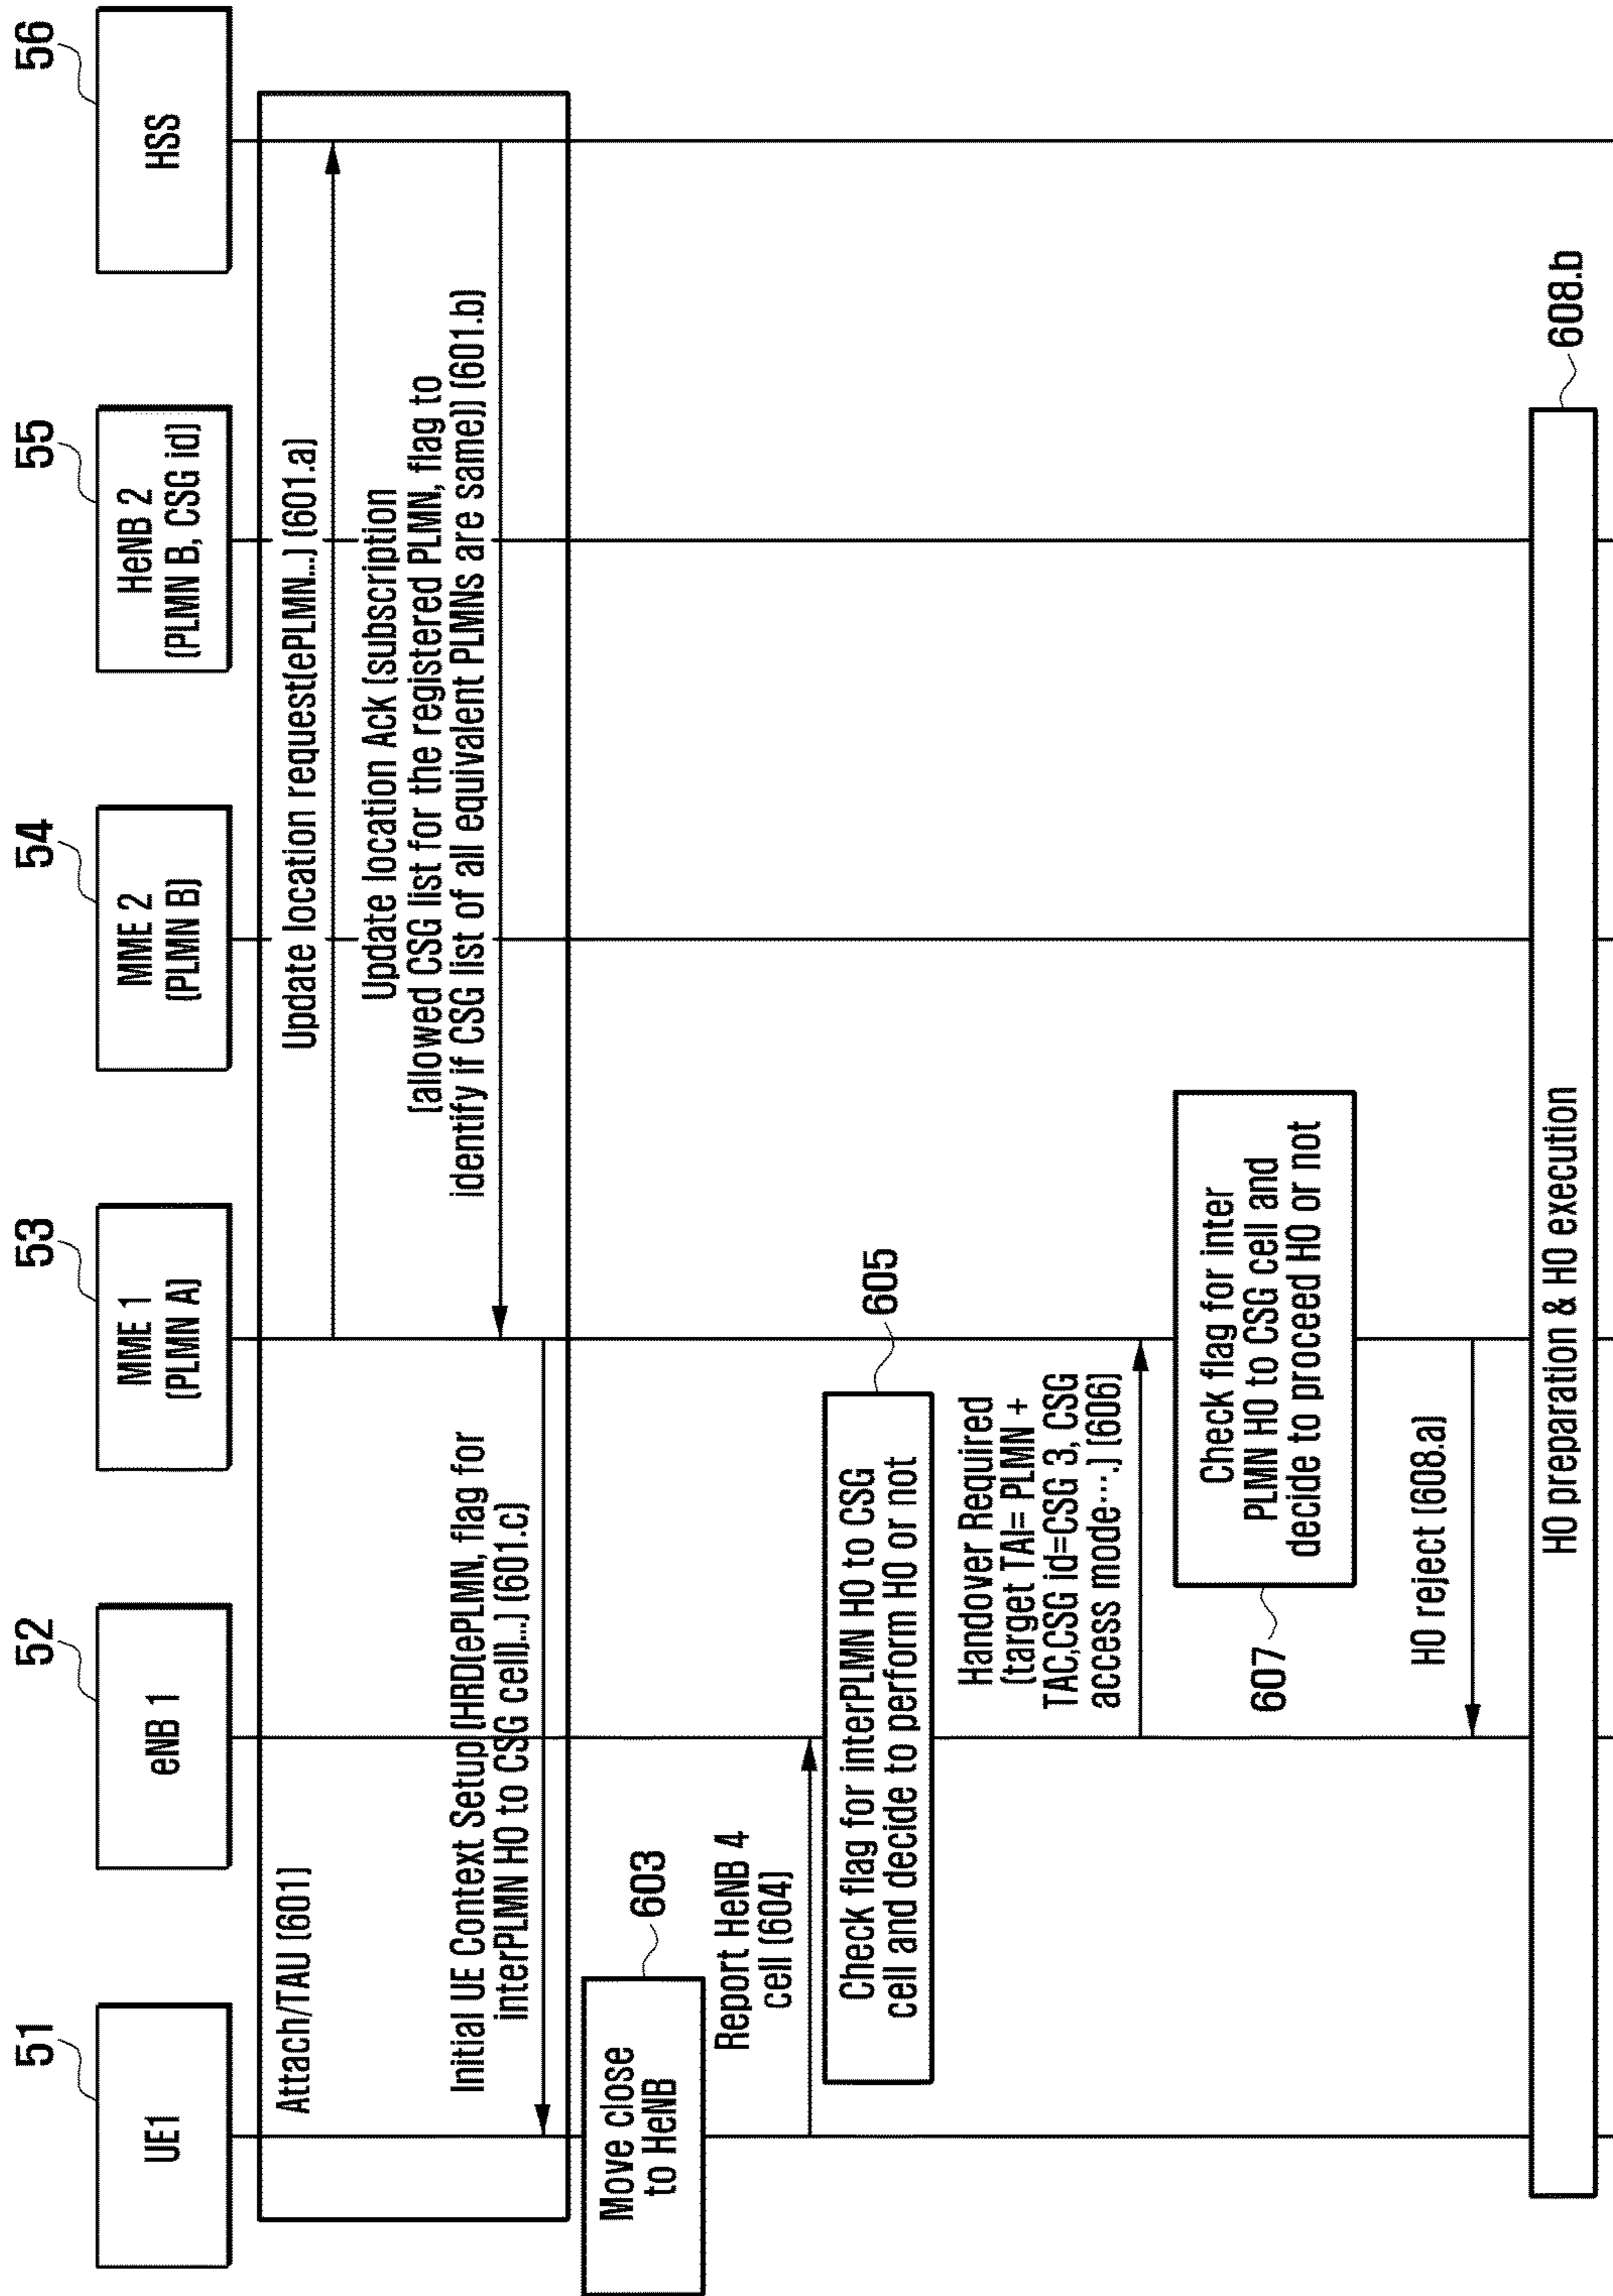 51
52
53
54
55
56
UE1
eNB 1
MME 1
(PLMN A)
MME 2
(PLMN B)
HeNB 2
(PLMN B, CSG id)
HSS
Attach/TAU (601)
Update location request(ePLMN...) (601.a)
Update location Ack (subscription
(allowed CSG list for the registered PLMN, flag to
identify if CSG list of all equivalent PLMNs are same)) (601.b)
Initial UE Context Setup (HRD(ePLMN, flag for
interPLMN HO to CSG cell)...) (601.c)
Move close
to HeNB
603
Report HeNB 4
cell (604)
Check flag for interPLMN HO to CSG
cell and decide to perform HO or not
605
Handover Required
(target TAI= PLMN +
TAC,CSG id=CSG 3, CSG
access mode···.) (606)
Check flag for inter
PLMN HO to CSG cell and
decide to proceed HO or not
607
HO reject (608.a)
HO preparation & HO execution
608.b